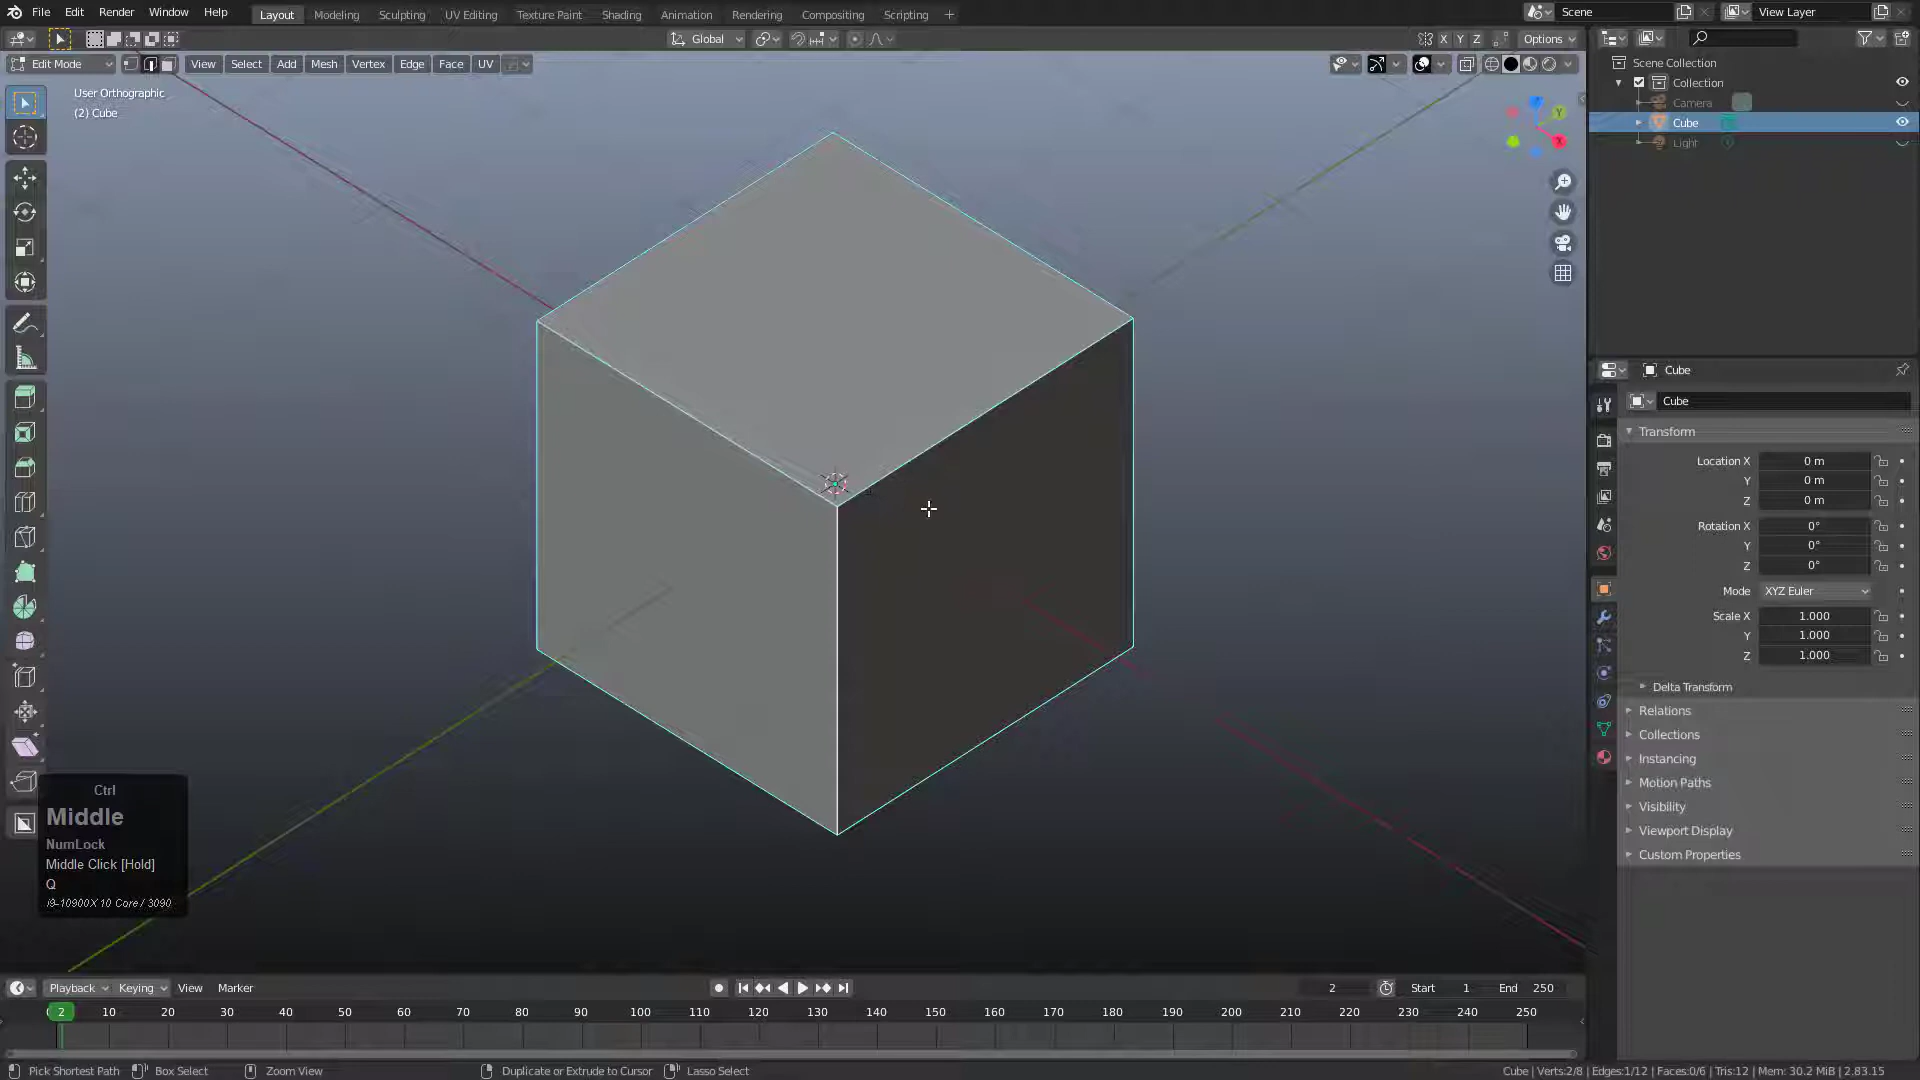 File Edit Render Window Help Layout Modeling Sculpting UV Editing Texture Paint Shading Animation Rendering Compositing Scripting + Scene View Layer
Global X Y Z Options
Edit Mode View Select Add Mesh Vertex Edge Face UV
User Orthographic
(2) Cube
Scene Collection
Collection
Camera
Cube
Light
Y
X
Cube
Cube
Transform
Location X 0 m
Y 0 m
Z 0 m
Rotation X 0°
Y 0°
Z 0°
Mode XYZ Euler
Scale X 1.000
Y 1.000
Z 1.000
Delta Transform
Relations
Collections
Instancing
Motion Paths
Visibility
Viewport Display
Custom Properties
Ctrl
Middle
NumLock
Middle Click [Hold]
Q
i9-10900X 10 Core / 3090
Playback Keying View Marker 2 Start 1 End 250
2 10 20 30 40 50 60 70 80 90 100 110 120 130 140 150 160 170 180 190 200 210 220 230 240 250
Pick Shortest Path Box Select Zoom View Duplicate or Extrude to Cursor Lasso Select Cube | Verts:2/8 | Edges:1/12 | Faces:0/6 | Tris:12 | Mem: 30.2 MiB | 2.83.15